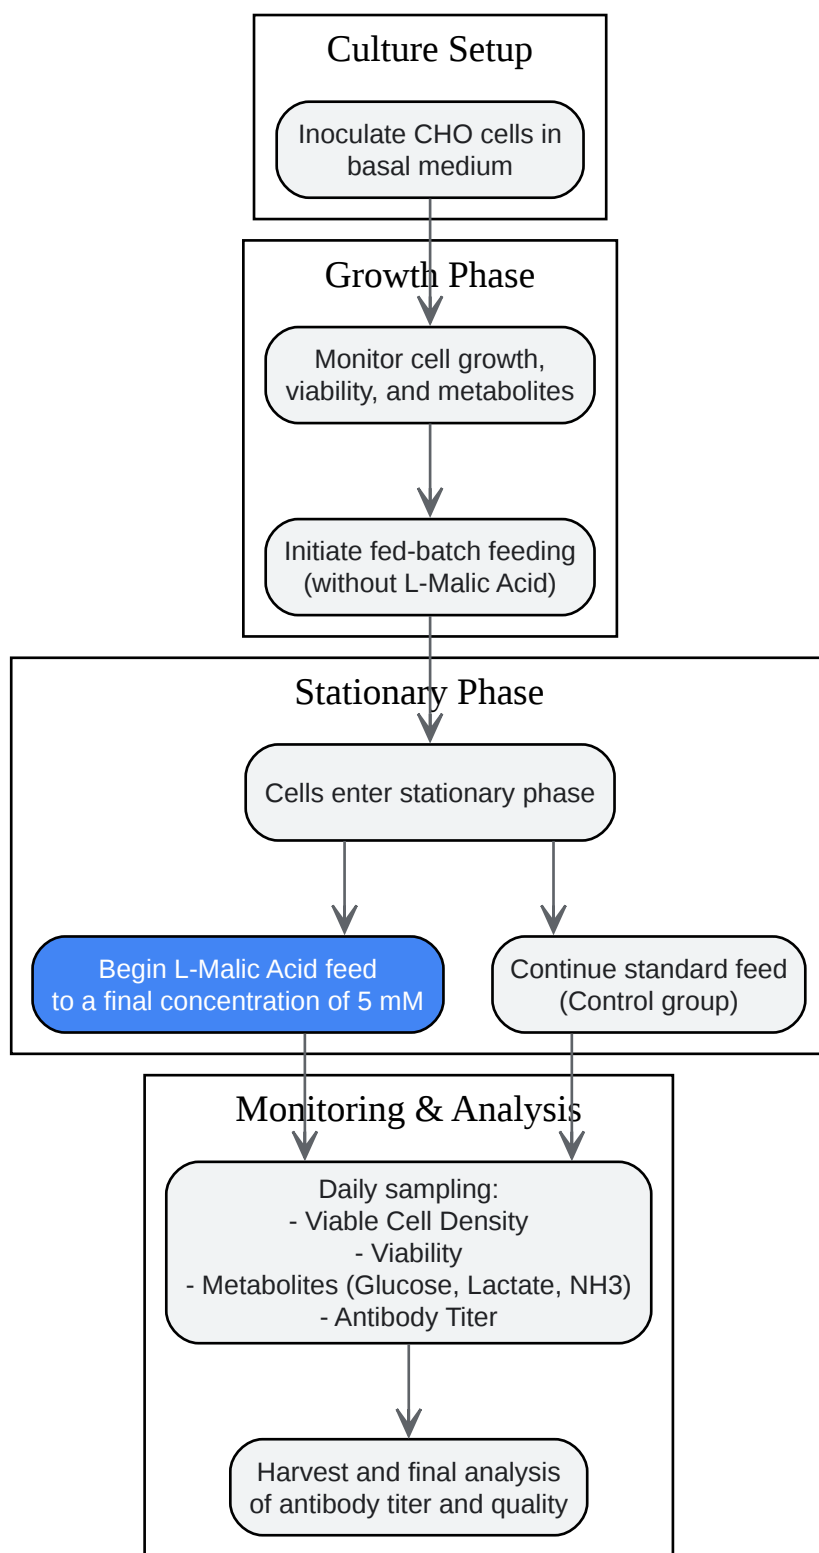 Culture Setup
Inoculate CHO cells in
basal medium
Growth Phase
Monitor cell growth,
viability, and metabolites
Initiate fed-batch feeding
(without L-Malic Acid)
Stationary Phase
Cells enter stationary phase
Begin L-Malic Acid feed
to a final concentration of 5 mM
Continue standard feed
(Control group)
Monitoring & Analysis
Daily sampling:
- Viable Cell Density
- Viability
- Metabolites (Glucose, Lactate, NH3)
- Antibody Titer
Harvest and final analysis
of antibody titer and quality